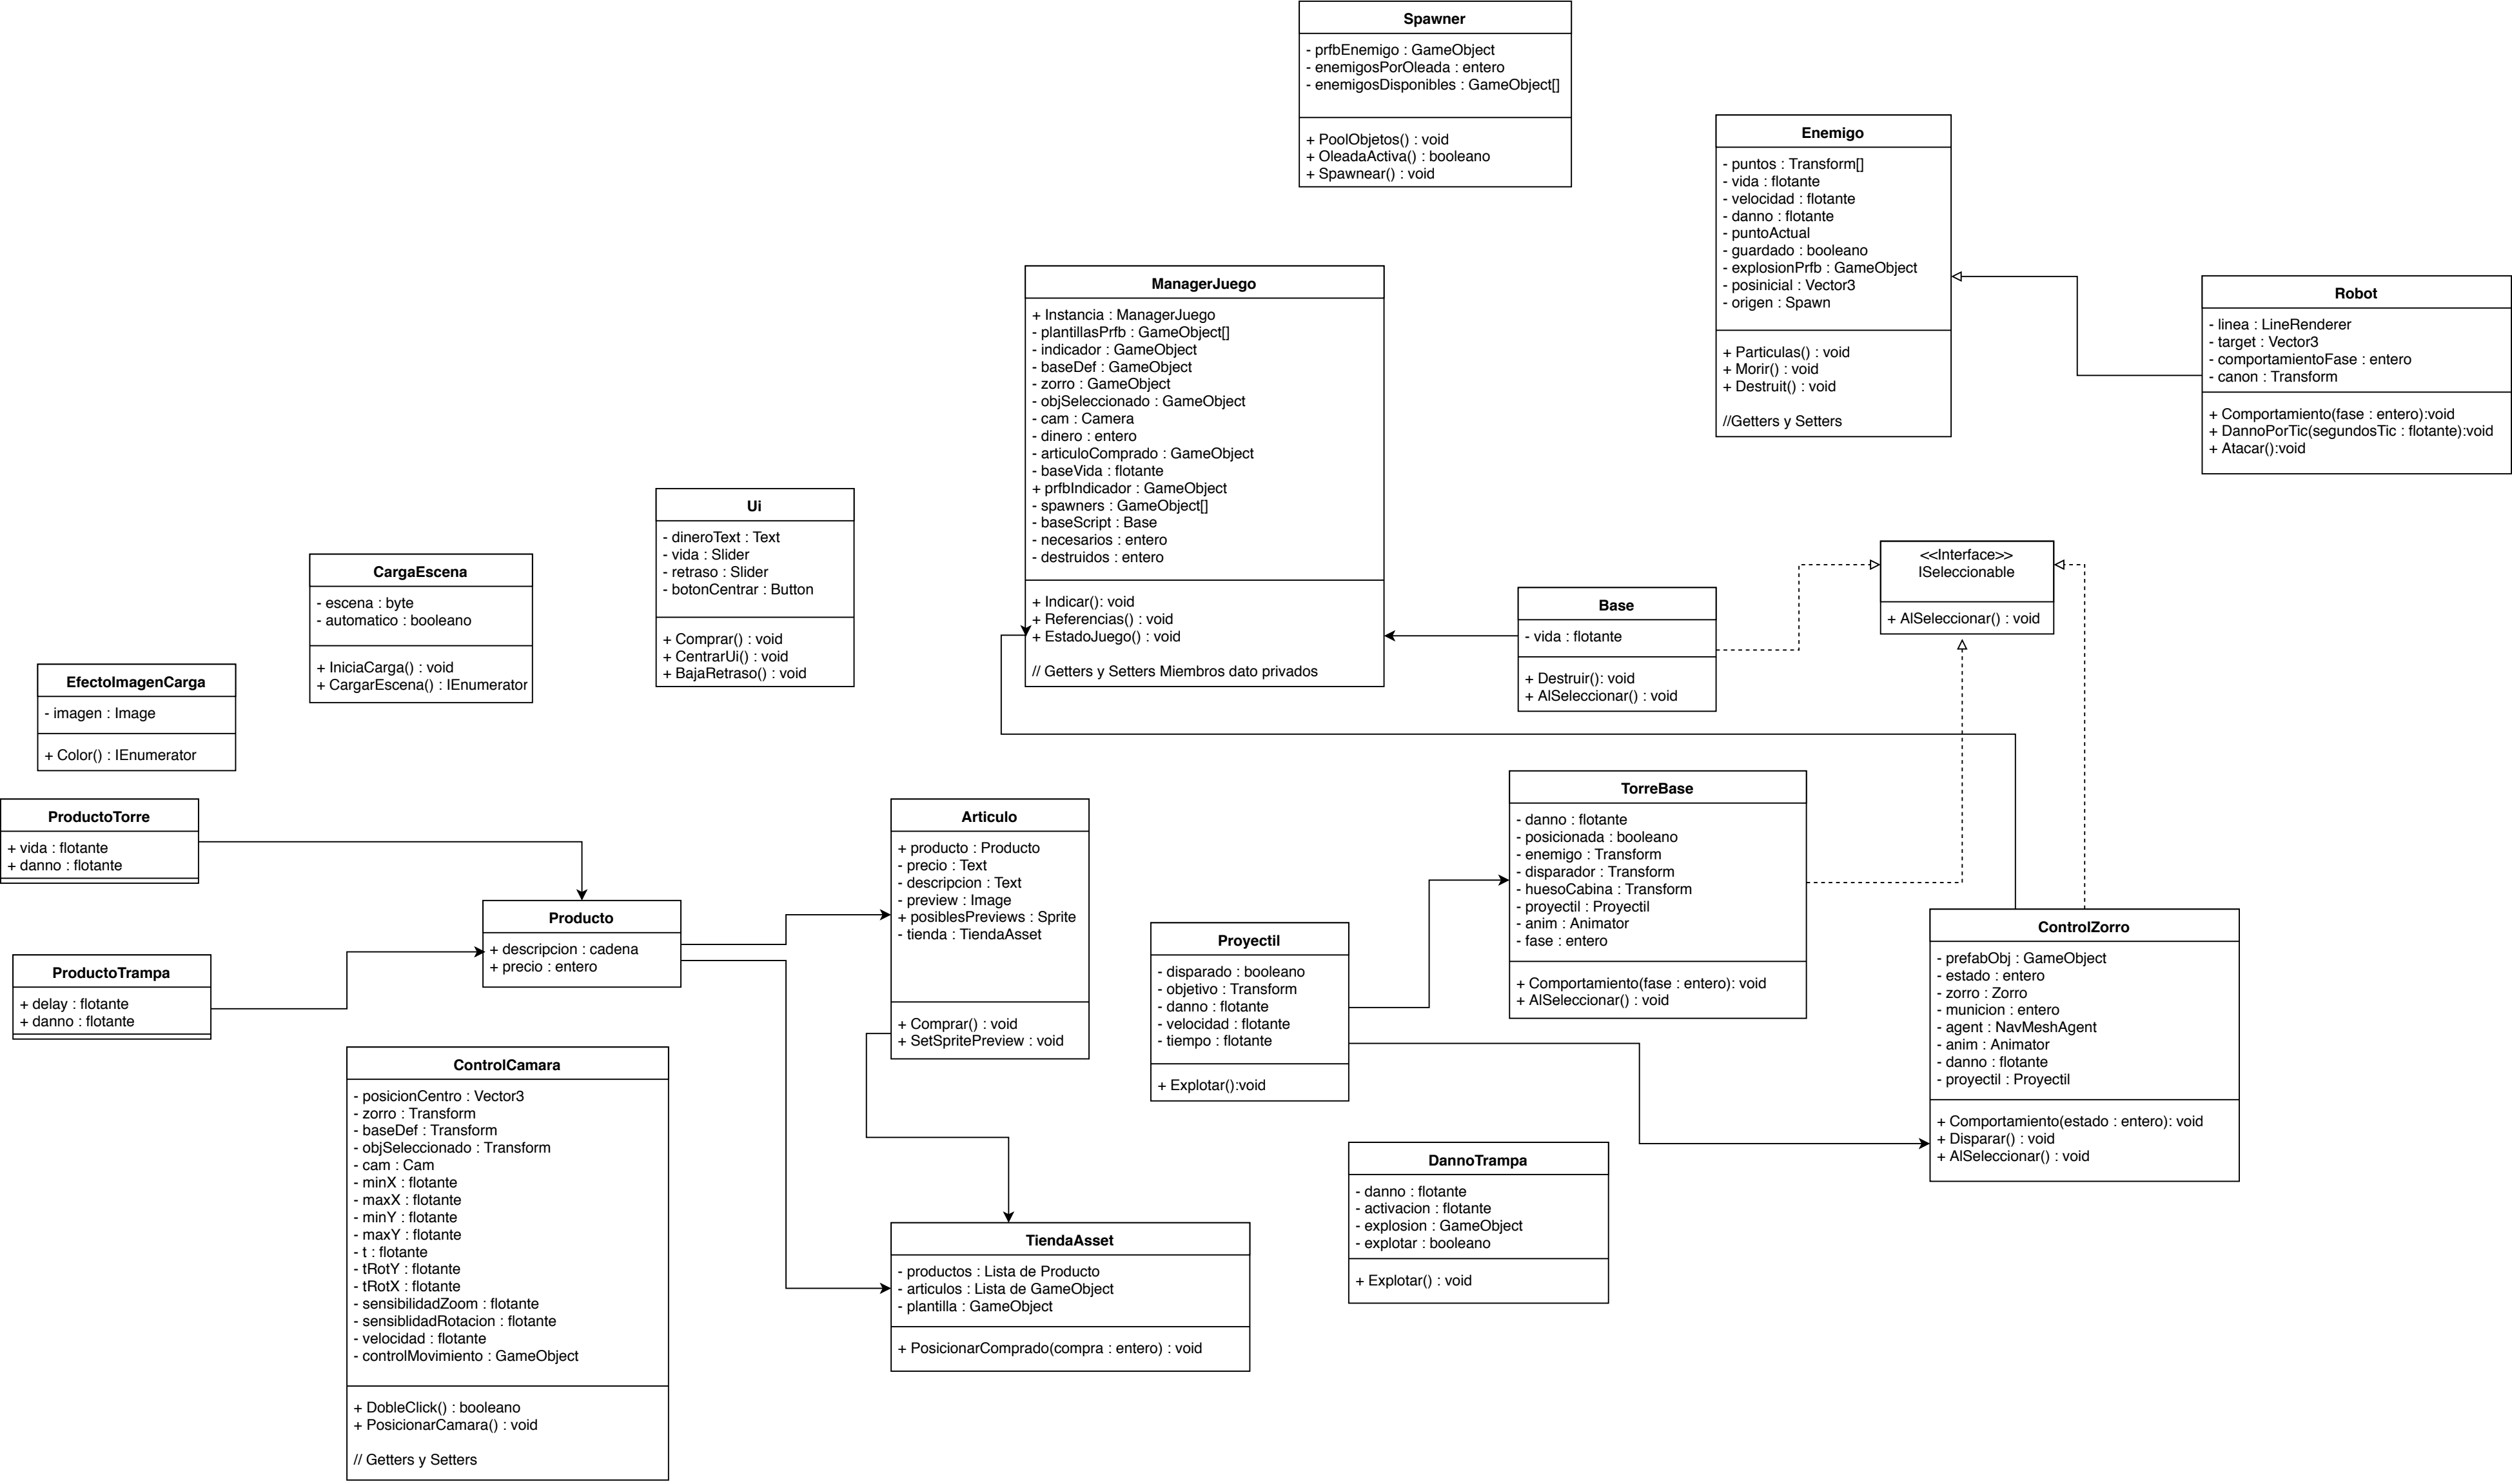 Spawner
- prfbEnemigo : GameObject
- enemigosPorOleada : entero
- enemigosDisponibles : GameObject[]
+ PoolObjetos() : void
+ OleadaActiva() : booleano
+ Spawnear() : void
Enemigo
- puntos : Transform[]
- vida : flotante
- velocidad : flotante
- danno : flotante
- puntoActual
- guardado : booleano
- explosionPrfb : GameObject
- posinicial : Vector3
- origen : Spawn
+ Particulas() : void
+ Morir() : void
+ Destruit() : void
//Getters y Setters
Robot
- linea : LineRenderer
- target : Vector3
- comportamientoFase : entero
- canon : Transform
+ Comportamiento(fase : entero):void
+ DannoPorTic(segundosTic : flotante):void
+ Atacar():void
ManagerJuego
+ Instancia : ManagerJuego
- plantillasPrfb : GameObject[]
- indicador : GameObject
- baseDef : GameObject
- zorro : GameObject
- objSeleccionado : GameObject
- cam : Camera
- dinero : entero
- articuloComprado : GameObject
- baseVida : flotante
+ prfbIndicador : GameObject
- spawners : GameObject[]
- baseScript : Base
- necesarios : entero
- destruidos : entero
+ Indicar(): void
+ Referencias() : void
+ EstadoJuego() : void
// Getters y Setters Miembros dato privados
Ui
- dineroText : Text
- vida : Slider
- retraso : Slider
- botonCentrar : Button
+ Comprar() : void
+ CentrarUi() : void
+ BajaRetraso() : void
CargaEscena
- escena : byte
- automatico : booleano
+ IniciaCarga() : void
+ CargarEscena() : IEnumerator
EfectoImagenCarga
- imagen : Image
+ Color() : IEnumerator
<<Interface>>
ISeleccionable
+ AlSeleccionar() : void
Base
- vida : flotante
+ Destruir(): void
+ AlSeleccionar() : void
ProductoTorre
+ vida : flotante
+ danno : flotante
ProductoTrampa
+ delay : flotante
+ danno : flotante
Producto
+ descripcion : cadena
+ precio : entero
Articulo
+ producto : Producto
- precio : Text
- descripcion : Text
- preview : Image
+ posiblesPreviews : Sprite
- tienda : TiendaAsset
+ Comprar() : void
+ SetSpritePreview : void
TorreBase
- danno : flotante
- posicionada : booleano
- enemigo : Transform
- disparador : Transform
- huesoCabina : Transform
- proyectil : Proyectil
- anim : Animator
- fase : entero
+ Comportamiento(fase : entero): void
+ AlSeleccionar() : void
Proyectil
- disparado : booleano
- objetivo : Transform
- danno : flotante
- velocidad : flotante
- tiempo : flotante
+ Explotar():void
ControlZorro
- prefabObj : GameObject
- estado : entero
- zorro : Zorro
- municion : entero
- agent : NavMeshAgent
- anim : Animator
- danno : flotante
- proyectil : Proyectil
+ Comportamiento(estado : entero): void
+ Disparar() : void
+ AlSeleccionar() : void
ControlCamara
- posicionCentro : Vector3
- zorro : Transform
- baseDef : Transform
- objSeleccionado : Transform
- cam : Cam
- minX : flotante
- maxX : flotante
- minY : flotante
- maxY : flotante
- t : flotante
- tRotY : flotante
- tRotX : flotante
- sensibilidadZoom : flotante
- sensiblidadRotacion : flotante
- velocidad : flotante
- controlMovimiento : GameObject
+ DobleClick() : booleano
+ PosicionarCamara() : void
// Getters y Setters
DannoTrampa
- danno : flotante
- activacion : flotante
- explosion : GameObject
- explotar : booleano
+ Explotar() : void
TiendaAsset
- productos : Lista de Producto
- articulos : Lista de GameObject
- plantilla : GameObject
+ PosicionarComprado(compra : entero) : void